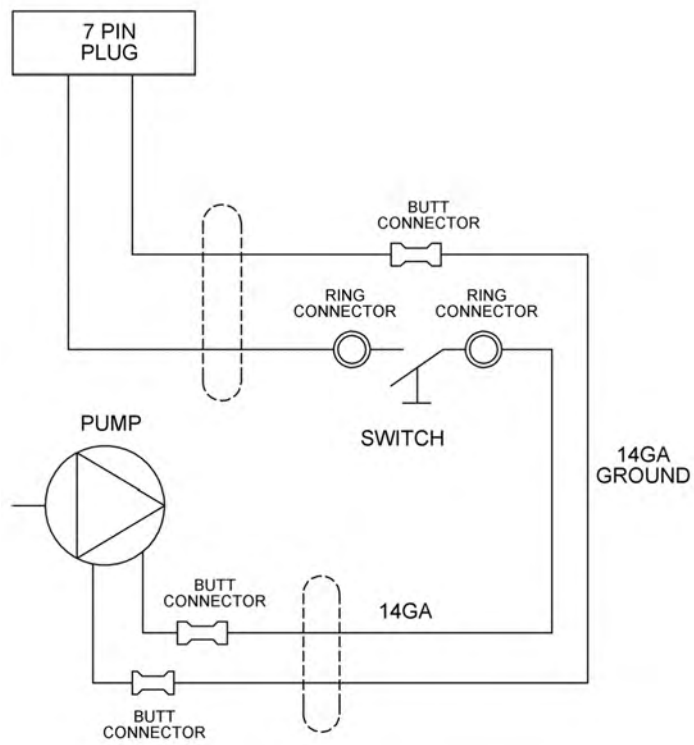 7 PIN
PLUG
BUTT
CONNECTOR
RING
CONNECTOR
RING
CONNECTOR
PUMP
SWITCH
14GA
GROUND
BUTT
CONNECTOR
14GA
BUTT
CONNECTOR